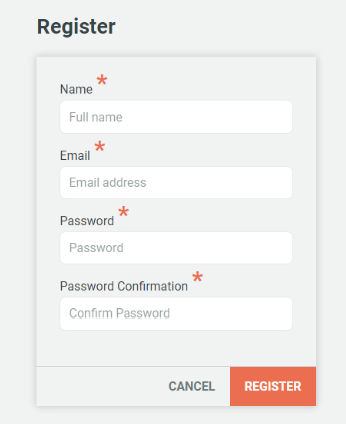 Register
Name *
Full name
Email *
Email address
Password *
Password
Password Confirmation *
Confirm Password
CANCEL REGISTER